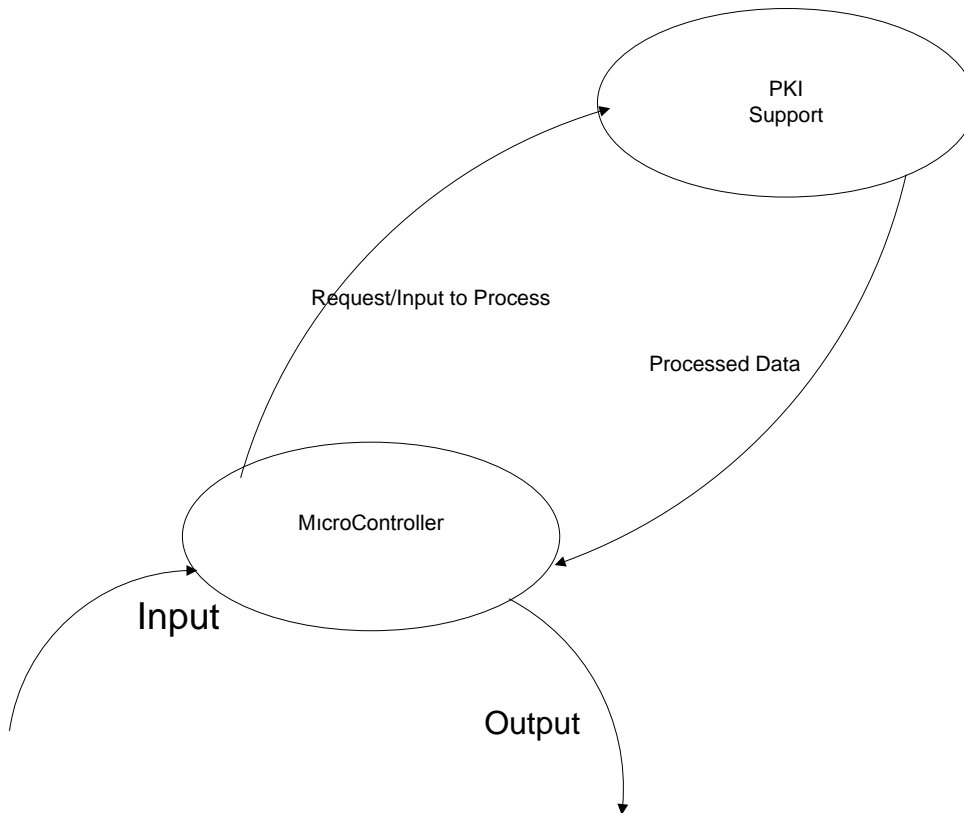 PKI
Support
Request/Input to Process
Processed Data
MıcroController
Input
Output